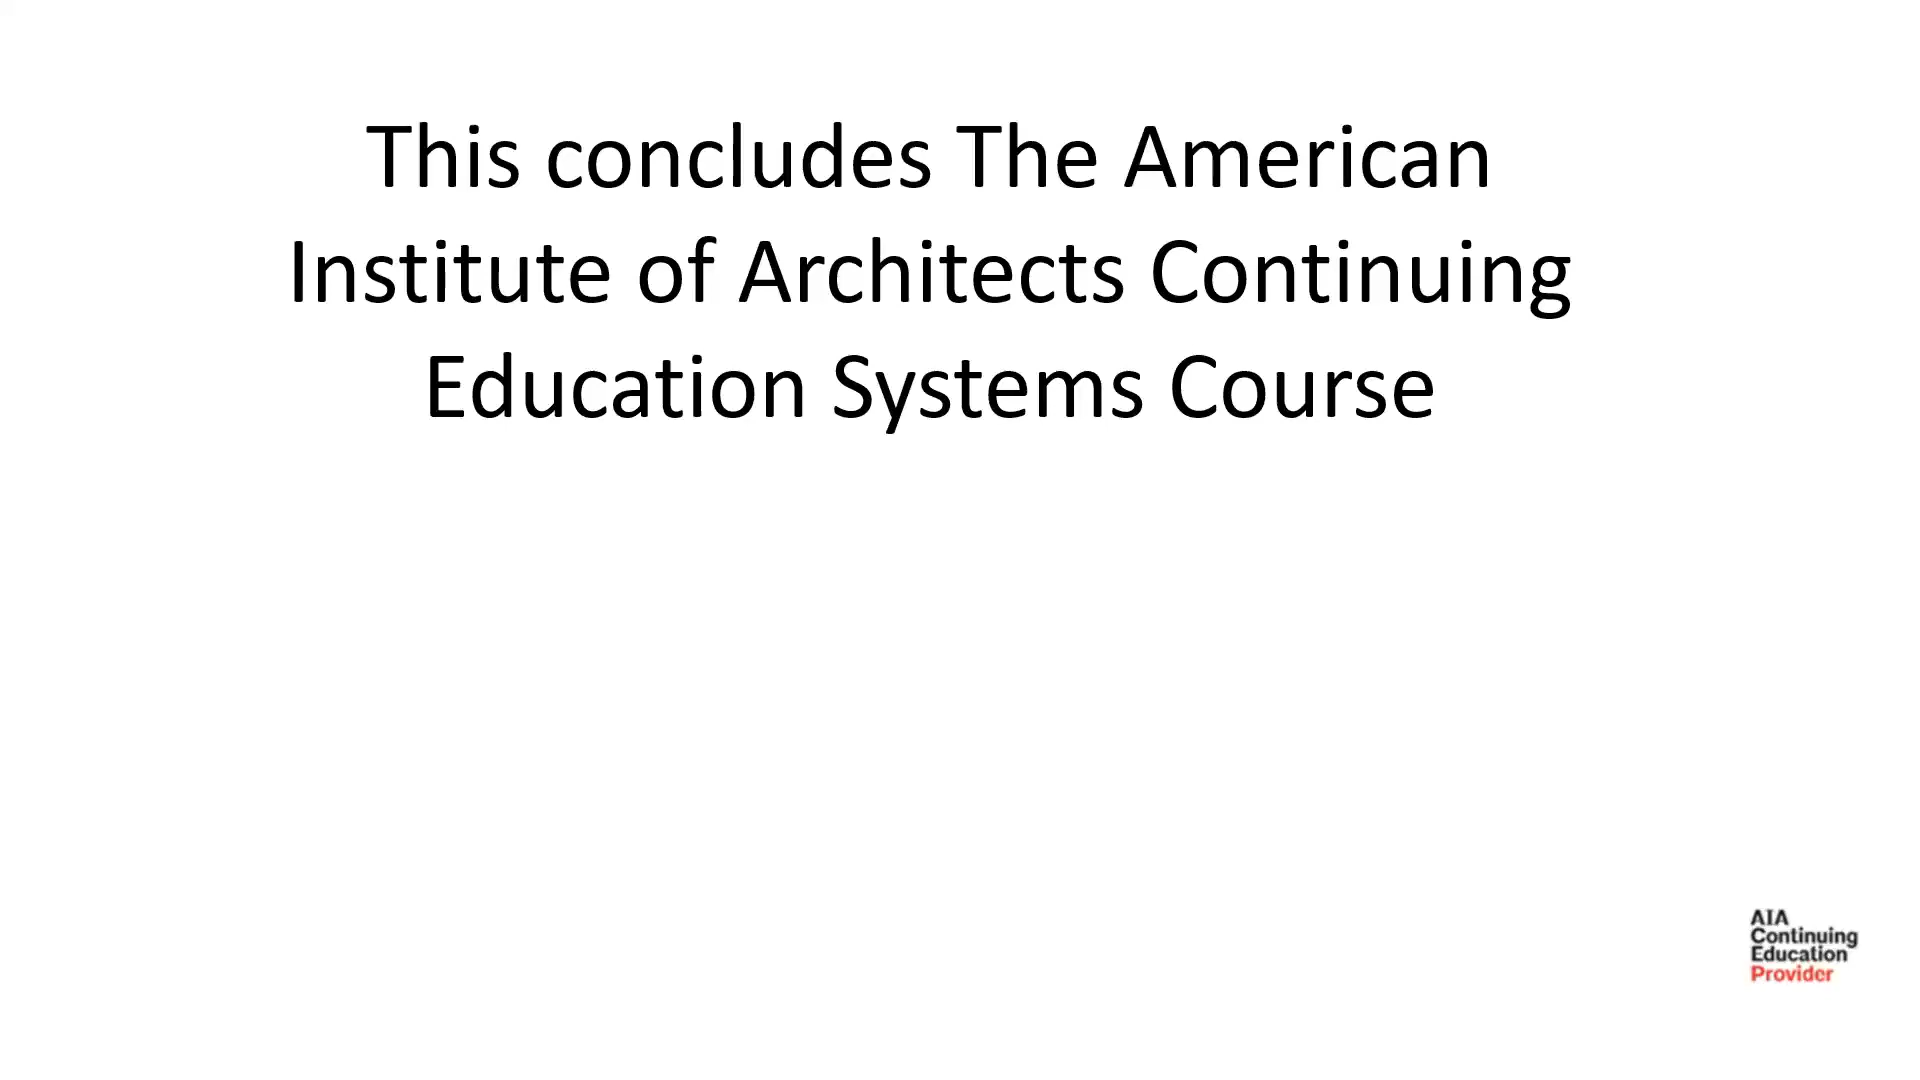 This concludes The American
Institute of Architects Continuing
Education Systems Course
AIA
Continuing
Education
Provider